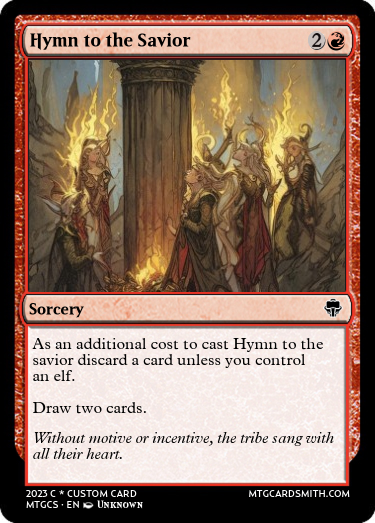 Hymn to the Savior 2
Sorcery
As an additional cost to cast Hymn to the
savior discard a card unless you control
an elf.
Draw two cards.
Without motive or incentive, the tribe sang with
all their heart.
2023 C * CUSTOM CARD
MTGCS · EN Unknown
MTGCARDSMITH.COM